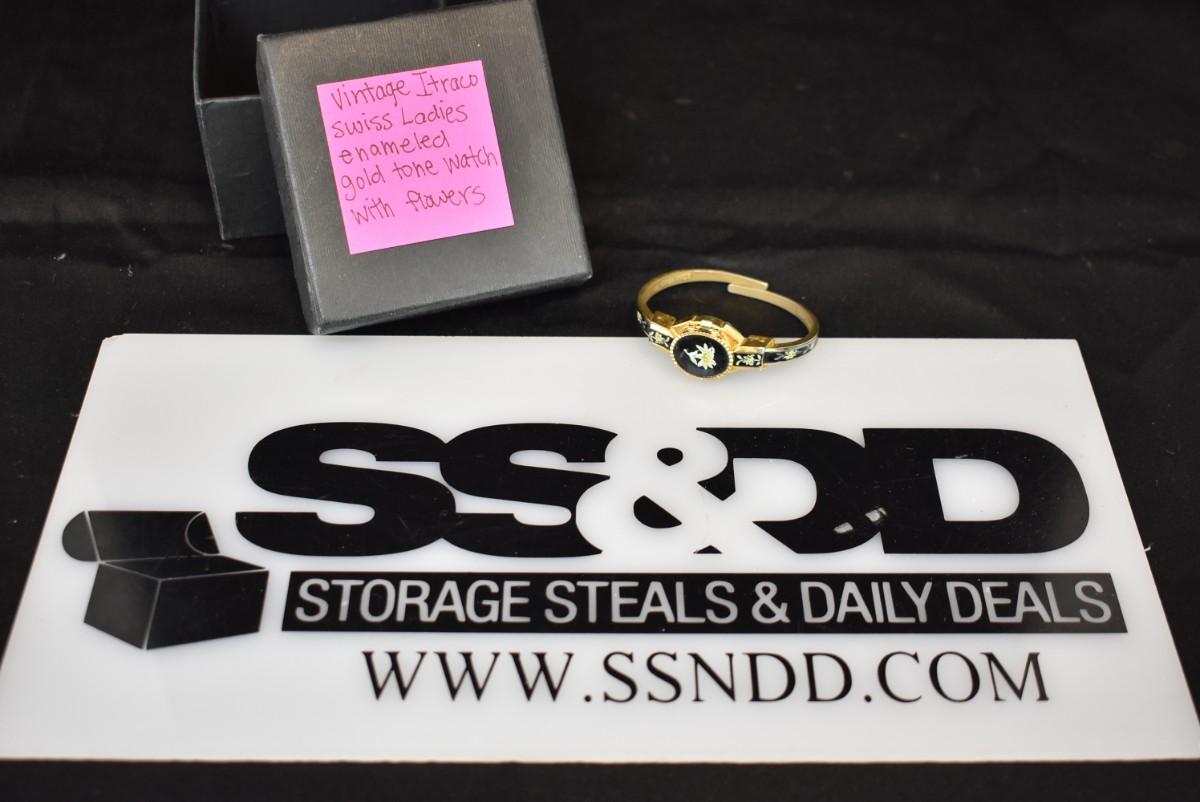 Vintage Itraco
swiss Ladies
enameled
gold tone watch
with flowers
SS&DD
STORAGE STEALS & DAILY DEALS
WWW.SSNDD.COM